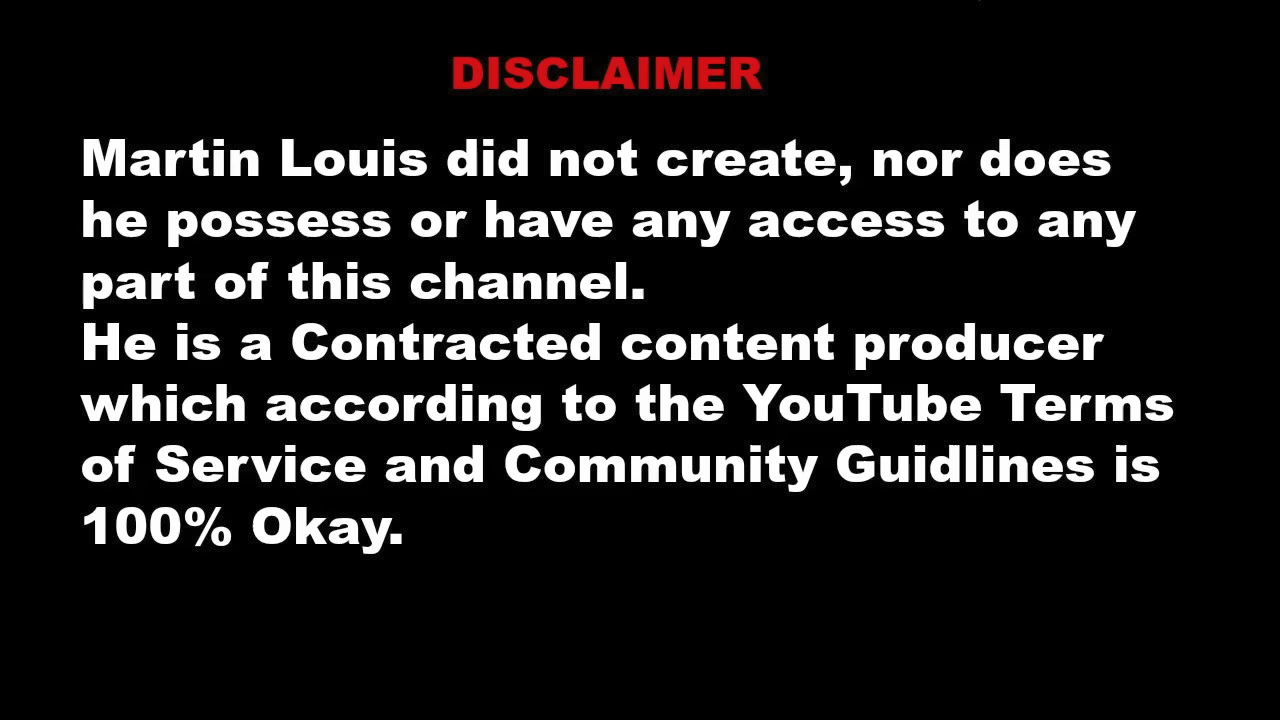 DISCLAIMER
Martin Louis did not create, nor does
he possess or have any access to any
part of this channel.
He is a Contracted content producer
which according to the YouTube Terms
of Service and Community Guidlines is
100% Okay.